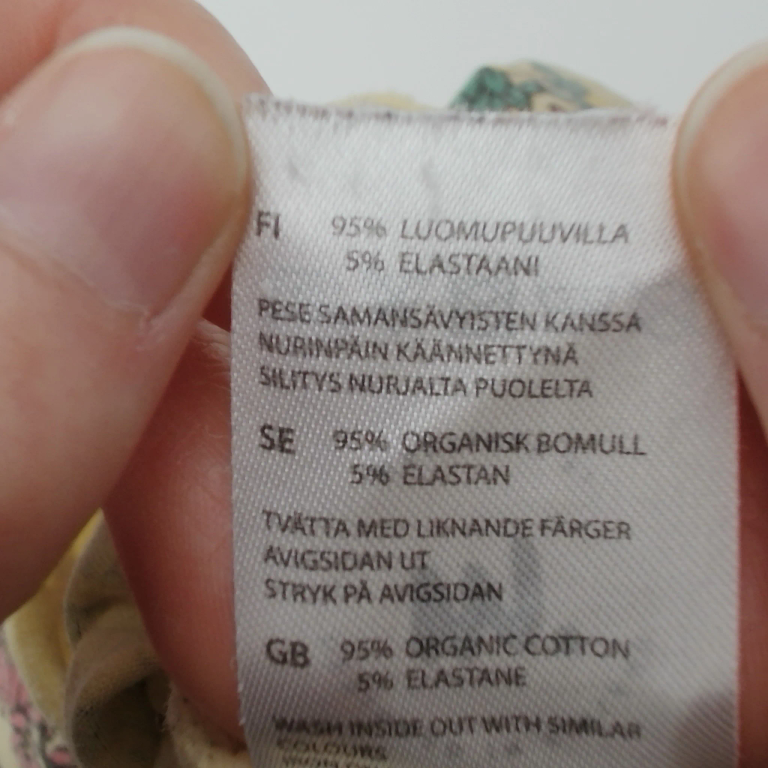 FI 95% LUOMUPUUVILLA
5% ELASTAANI
PESE SAMANSÄVYISTEN KANSSA
NURINPÄIN KÄÄNNETTYNÄ
SILITYS NURJALTA PUOLELTA
SE 95% ORGANISK BOMULL
5% ELASTAN
TVÄTTA MED LIKNANDE FÄRGER
AVIGSIDAN UT
STRYK PÅ AVIGSIDAN
GB 95% ORGANIC COTTON
5% ELASTANE
WASH INSIDE OUT WITH SIMILAR
COLOURS